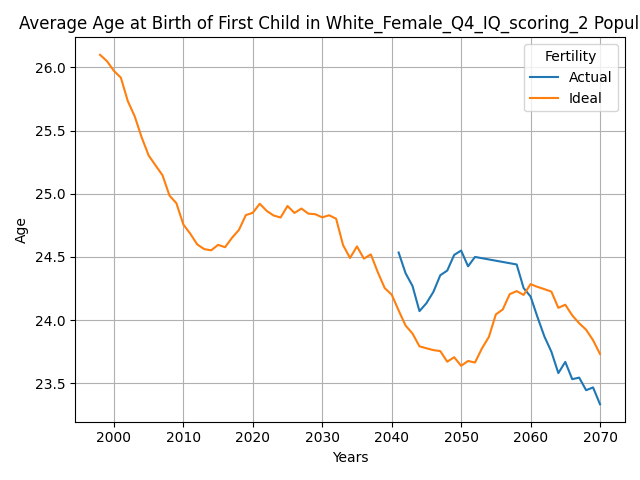 Average Age at Birth of First Child in White_Female_Q4_IQ_scoring_2 Popul
Fertility
Actual
Ideal
Age
26.0
25.5
25.0
24.5
24.0
23.5
2000 2010 2020 2030 2040 2050 2060 2070
Years